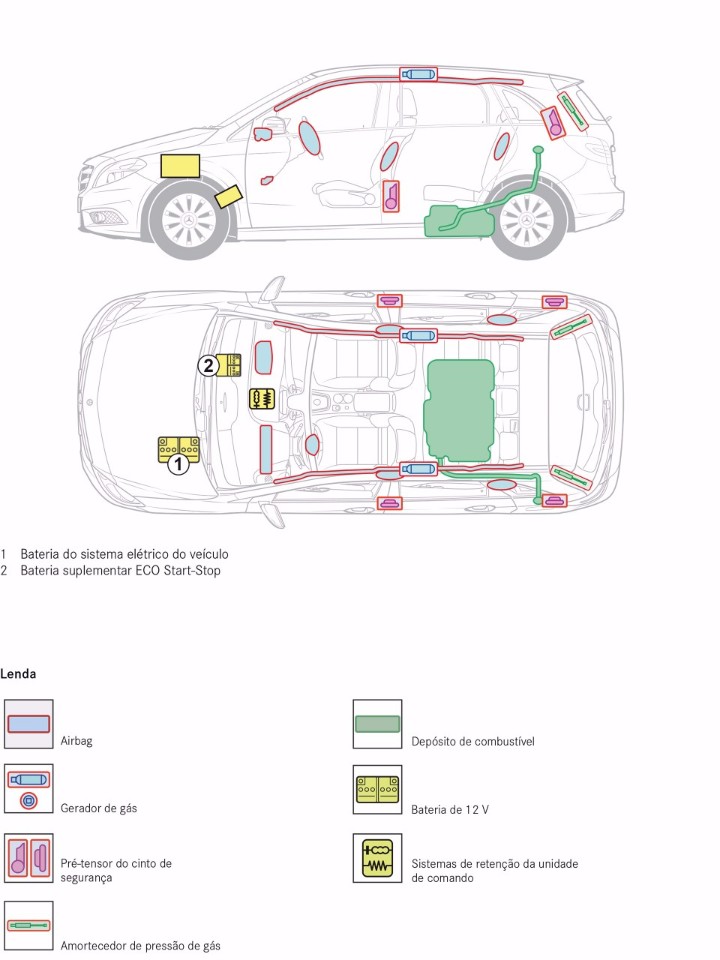 2
1
1 Bateria do sistema elétrico do veículo
2 Bateria suplementar ECO Start-Stop
Lenda
Airbag
Depósito de combustível
Gerador de gás
Bateria de 12 V
Pré-tensor do cinto de
segurança
Sistemas de retenção da unidade
de comando
Amortecedor de pressão de gás